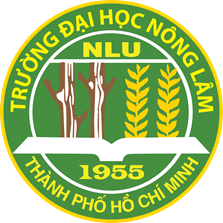 TRƯỜNG ĐẠI HỌC NÔNG LÂM
NLU
1955
THÀNH PHỐ HỒ CHÍ MINH